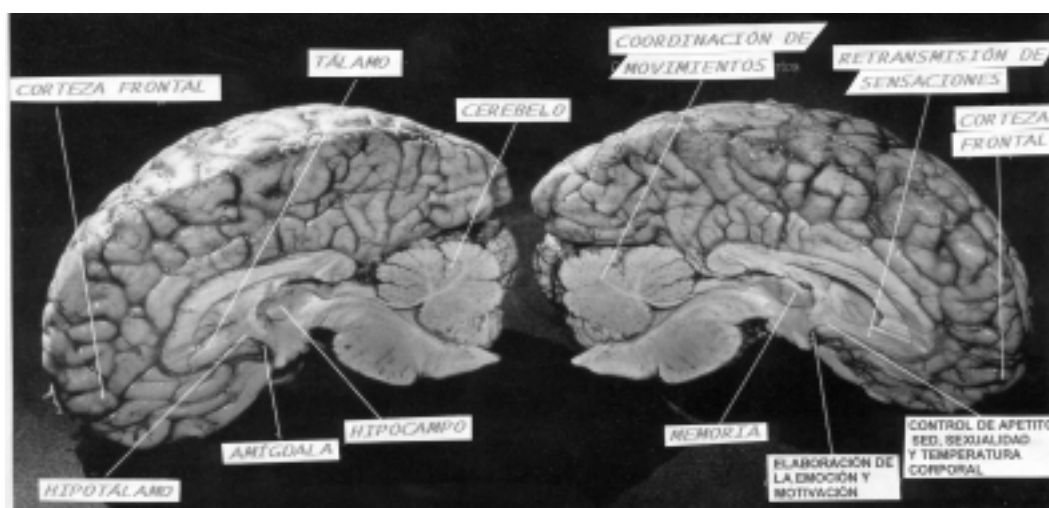 CORTEZA FRONTAL
TÁLAMO
CEREBELO
COORDINACIÓN DE
MOVIMIENTOS
RETRANSMISIÓN DE
SENSACIONES
CORTEZA
FRONTAL
HIPOTÁLAMO
AMÍGDALA
HIPOCAMPO
MEMORIA
ELABORACIÓN DE
LA EMOCIÓN Y
MOTIVACIÓN
CONTROL DE APETITO
SED, SEXUALIDAD
Y TEMPERATURA
CORPORAL